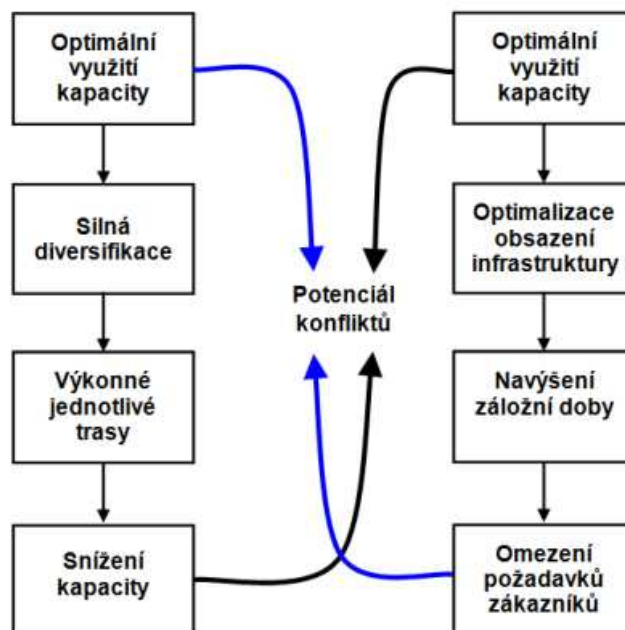 Optimální
využití
kapacity
Silná
diversifikace
Výkonné
jednotlivé
trasy
Snížení
kapacity
Potenciál
konfliktů
Optimální
využití
kapacity
Optimalizace
obsazení
infrastruktury
Navýšení
záložní doby
Omezení
požadavků
zákazníků